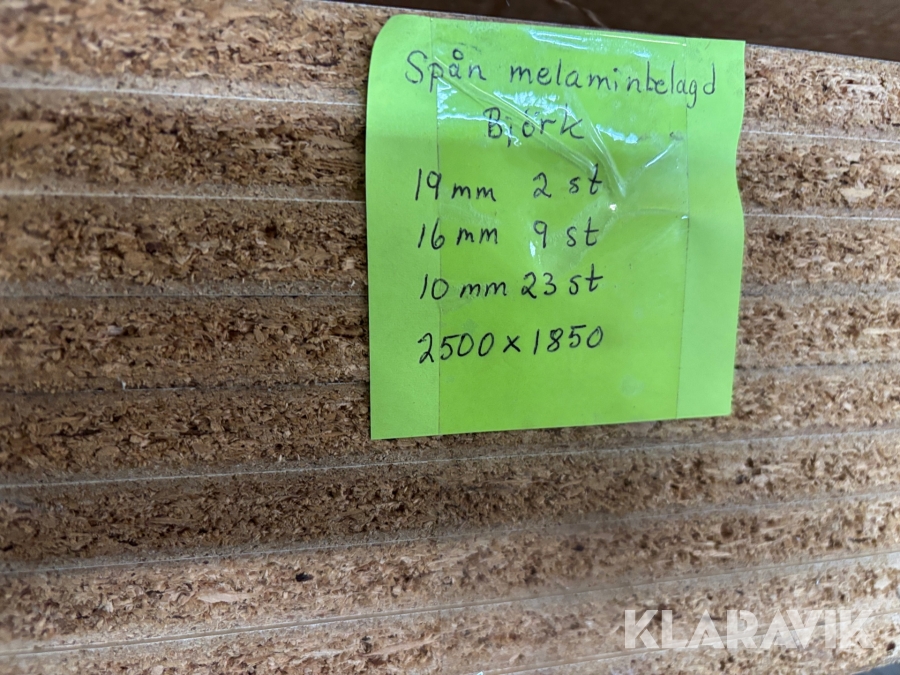 Spån melaminbelagd
Björk
19 mm 2 st
16 mm 9 st
10 mm 23 st
2500 x 1850
KLARAVIK